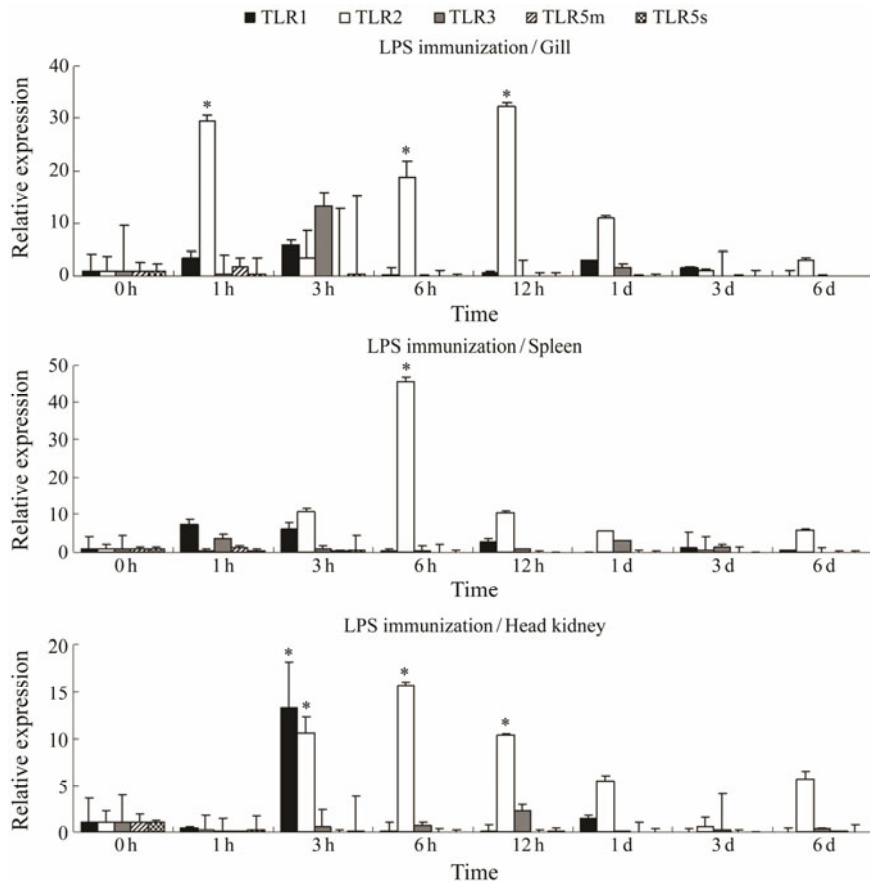 TLR1 TLR2 TLR3 TLR5m TLR5s
LPS immunization / Gill
Relative expression
40
30
20
10
0
* * *
0 h 1 h 3 h 6 h 12 h 1 d 3 d 6 d
Time
LPS immunization / Spleen
Relative expression
50
40
30
20
10
0
*
0 h 1 h 3 h 6 h 12 h 1 d 3 d 6 d
Time
LPS immunization / Head kidney
Relative expression
20
15
10
5
0
* * * *
0 h 1 h 3 h 6 h 12 h 1 d 3 d 6 d
Time